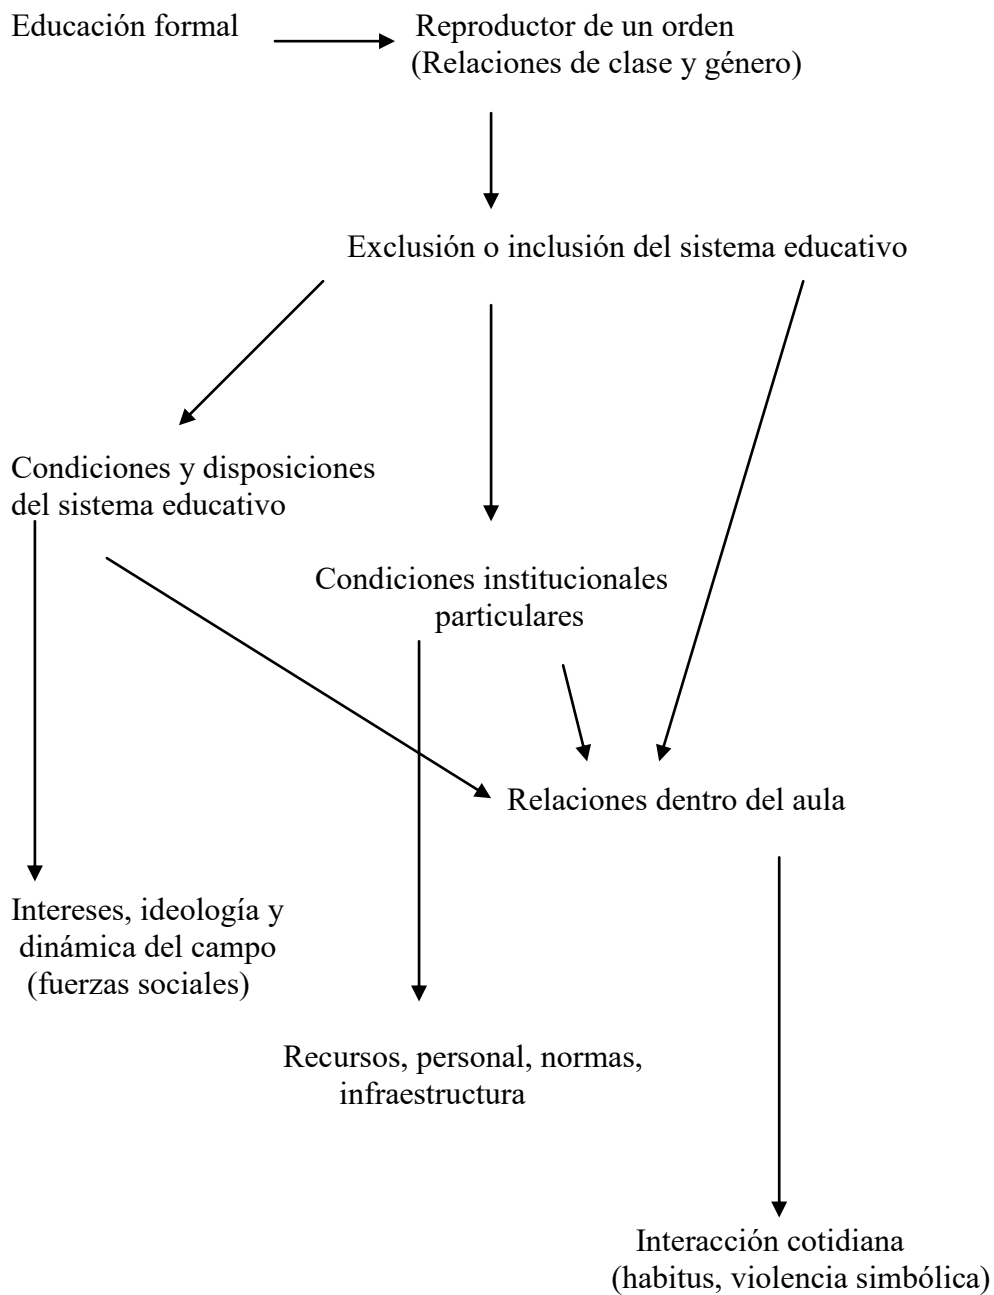 Educación formal
Reproductor de un orden
(Relaciones de clase y género)
Exclusión o inclusión del sistema educativo
Condiciones y disposiciones
del sistema educativo
Condiciones institucionales
particulares
Relaciones dentro del aula
Intereses, ideología y
dinámica del campo
(fuerzas sociales)
Recursos, personal, normas,
infraestructura
Interacción cotidiana
(habitus, violencia simbólica)